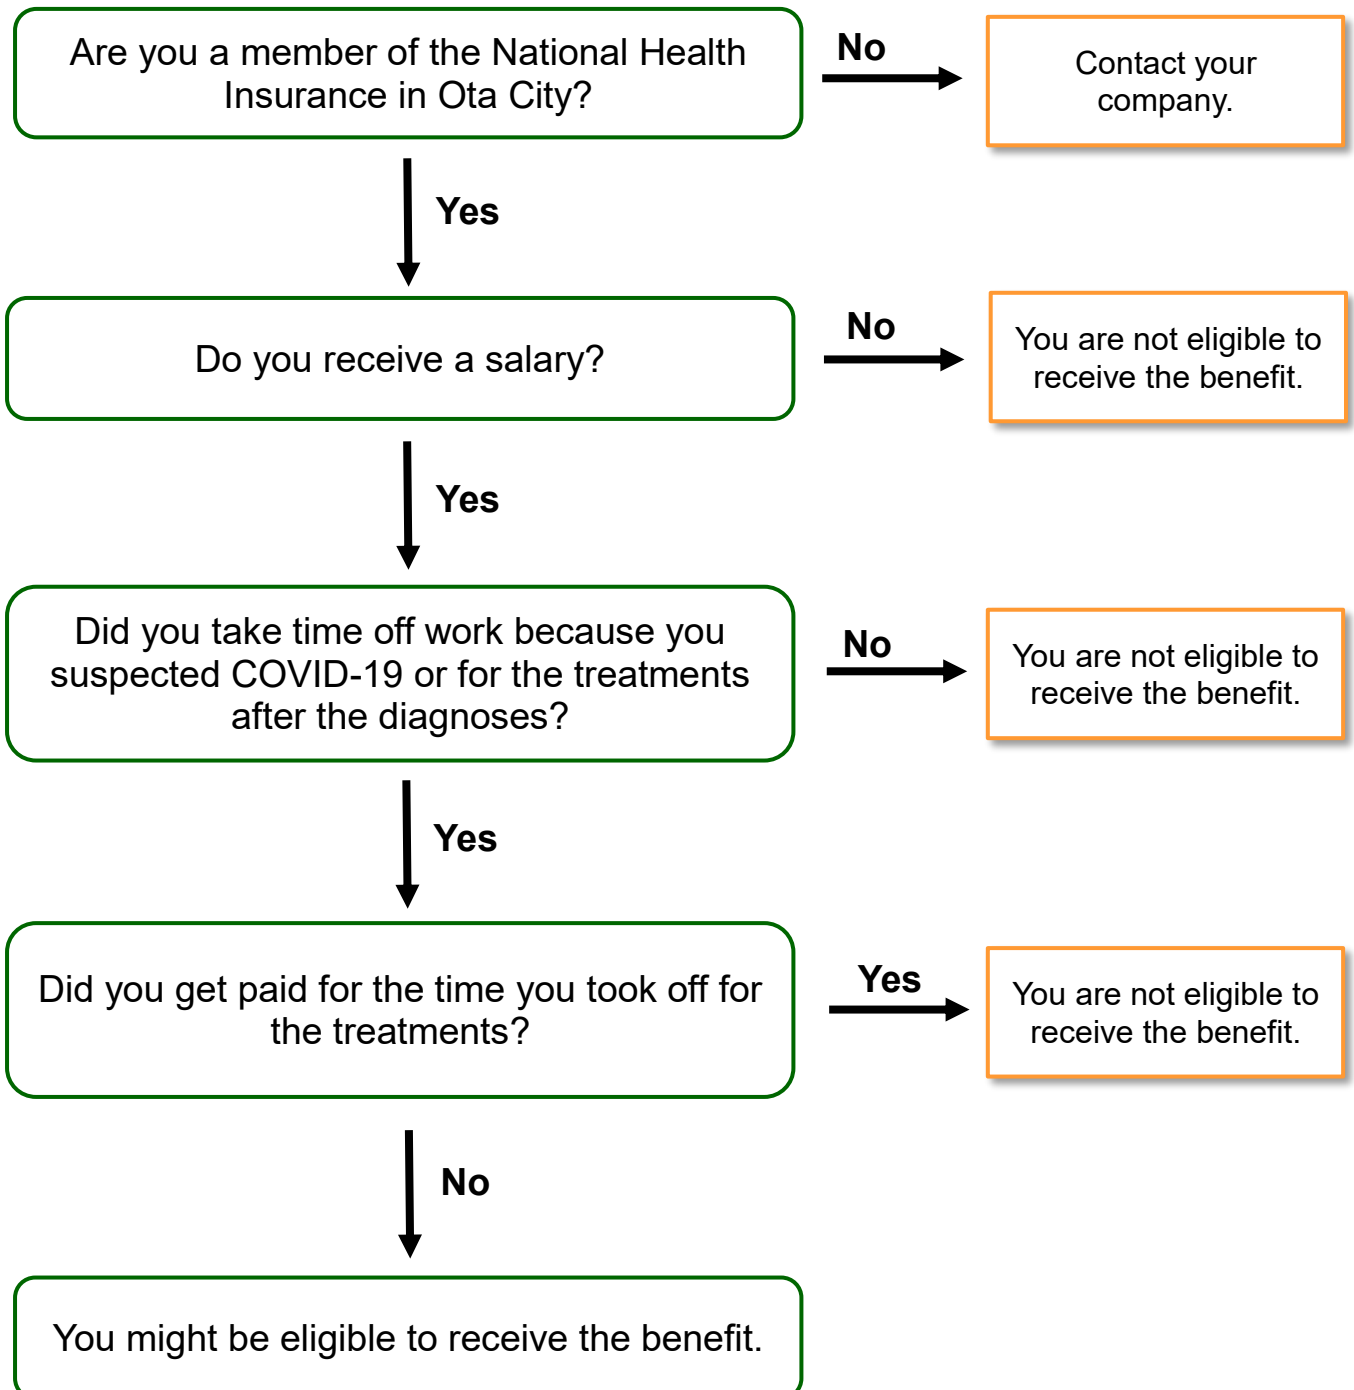 Are you a member of the National Health
Insurance in Ota City?
No
Contact your
company.
Yes
Do you receive a salary?
No
You are not eligible to
receive the benefit.
Yes
Did you take time off work because you
suspected COVID-19 or for the treatments
after the diagnoses?
No
You are not eligible to
receive the benefit.
Yes
Did you get paid for the time you took off for
the treatments?
Yes
You are not eligible to
receive the benefit.
No
You might be eligible to receive the benefit.